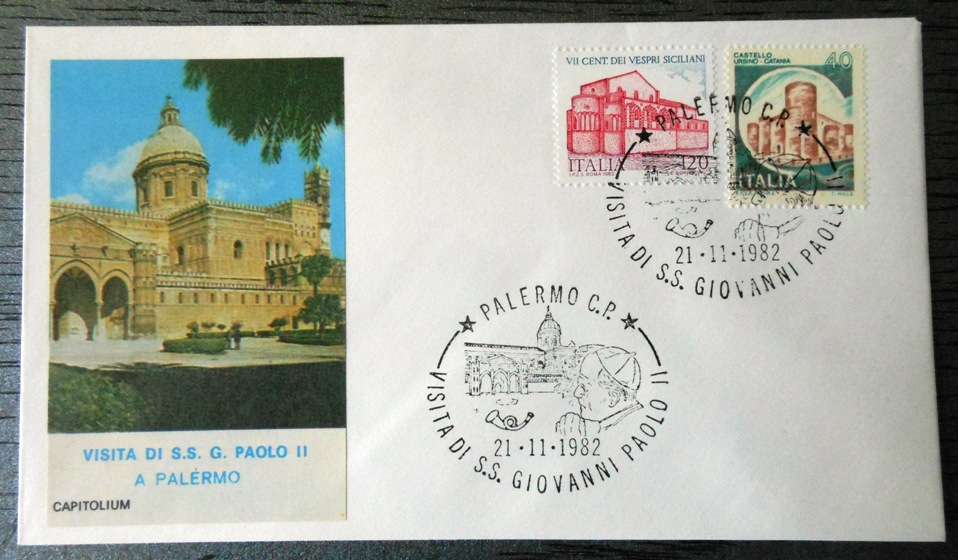 VISITA DI S.S. G. PAOLO II
A PALERMO
CAPITOLIUM
VII CENT. DEI VESPRI SICILIANI
ITALIA 120
CASTELLO
URSINO - CATANIA
40
ITALIA
PALERMO C.P.
21·11·1982
VISITA DI S.S. GIOVANNI PAOLO II
PALERMO C.P.
21·11·1982
VISITA DI S.S. GIOVANNI PAOLO II